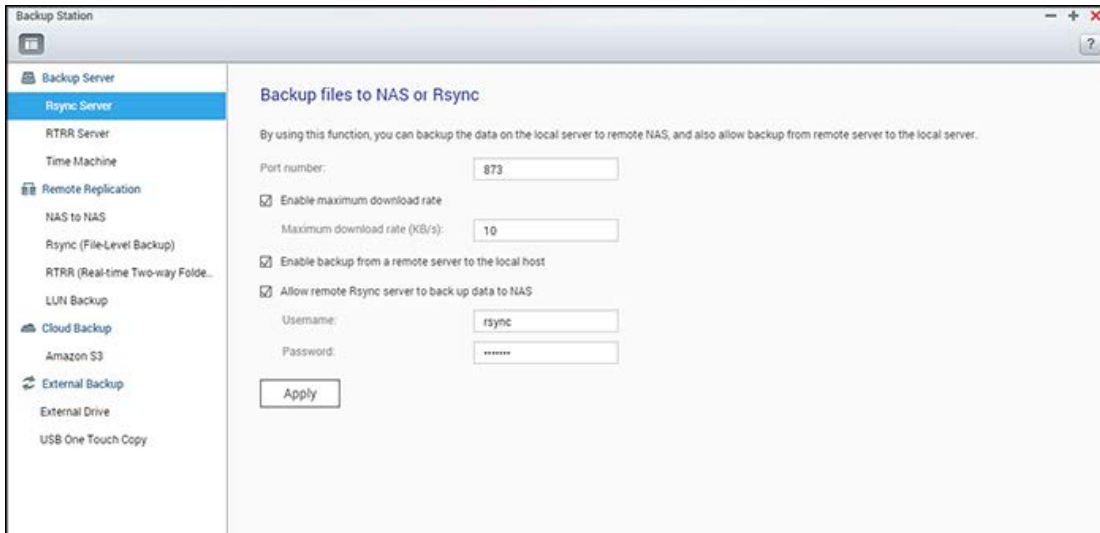 Backup Station
?
Backup Server
Rsync Server
RTRR Server
Time Machine
Remote Replication
NAS to NAS
Rsync (File-Level Backup)
RTRR (Real-time Two-way Folde...
LUN Backup
Cloud Backup
Amazon S3
External Backup
External Drive
USB One Touch Copy
Backup files to NAS or Rsync
By using this function, you can backup the data on the local server to remote NAS, and also allow backup from remote server to the local server.
Port number: 873
Enable maximum download rate
Maximum download rate (KB/s): 10
Enable backup from a remote server to the local host
Allow remote Rsync server to back up data to NAS
Username: rsync
Password: •••••••
Apply